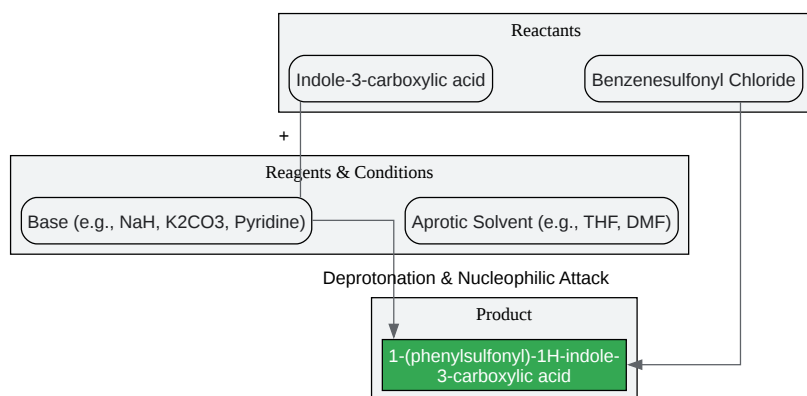 Reactants
Indole-3-carboxylic acid
Benzenesulfonyl Chloride
+
Reagents & Conditions
Base (e.g., NaH, K2CO3, Pyridine)
Aprotic Solvent (e.g., THF, DMF)
Deprotonation & Nucleophilic Attack
Product
1-(phenylsulfonyl)-1H-indole-
3-carboxylic acid